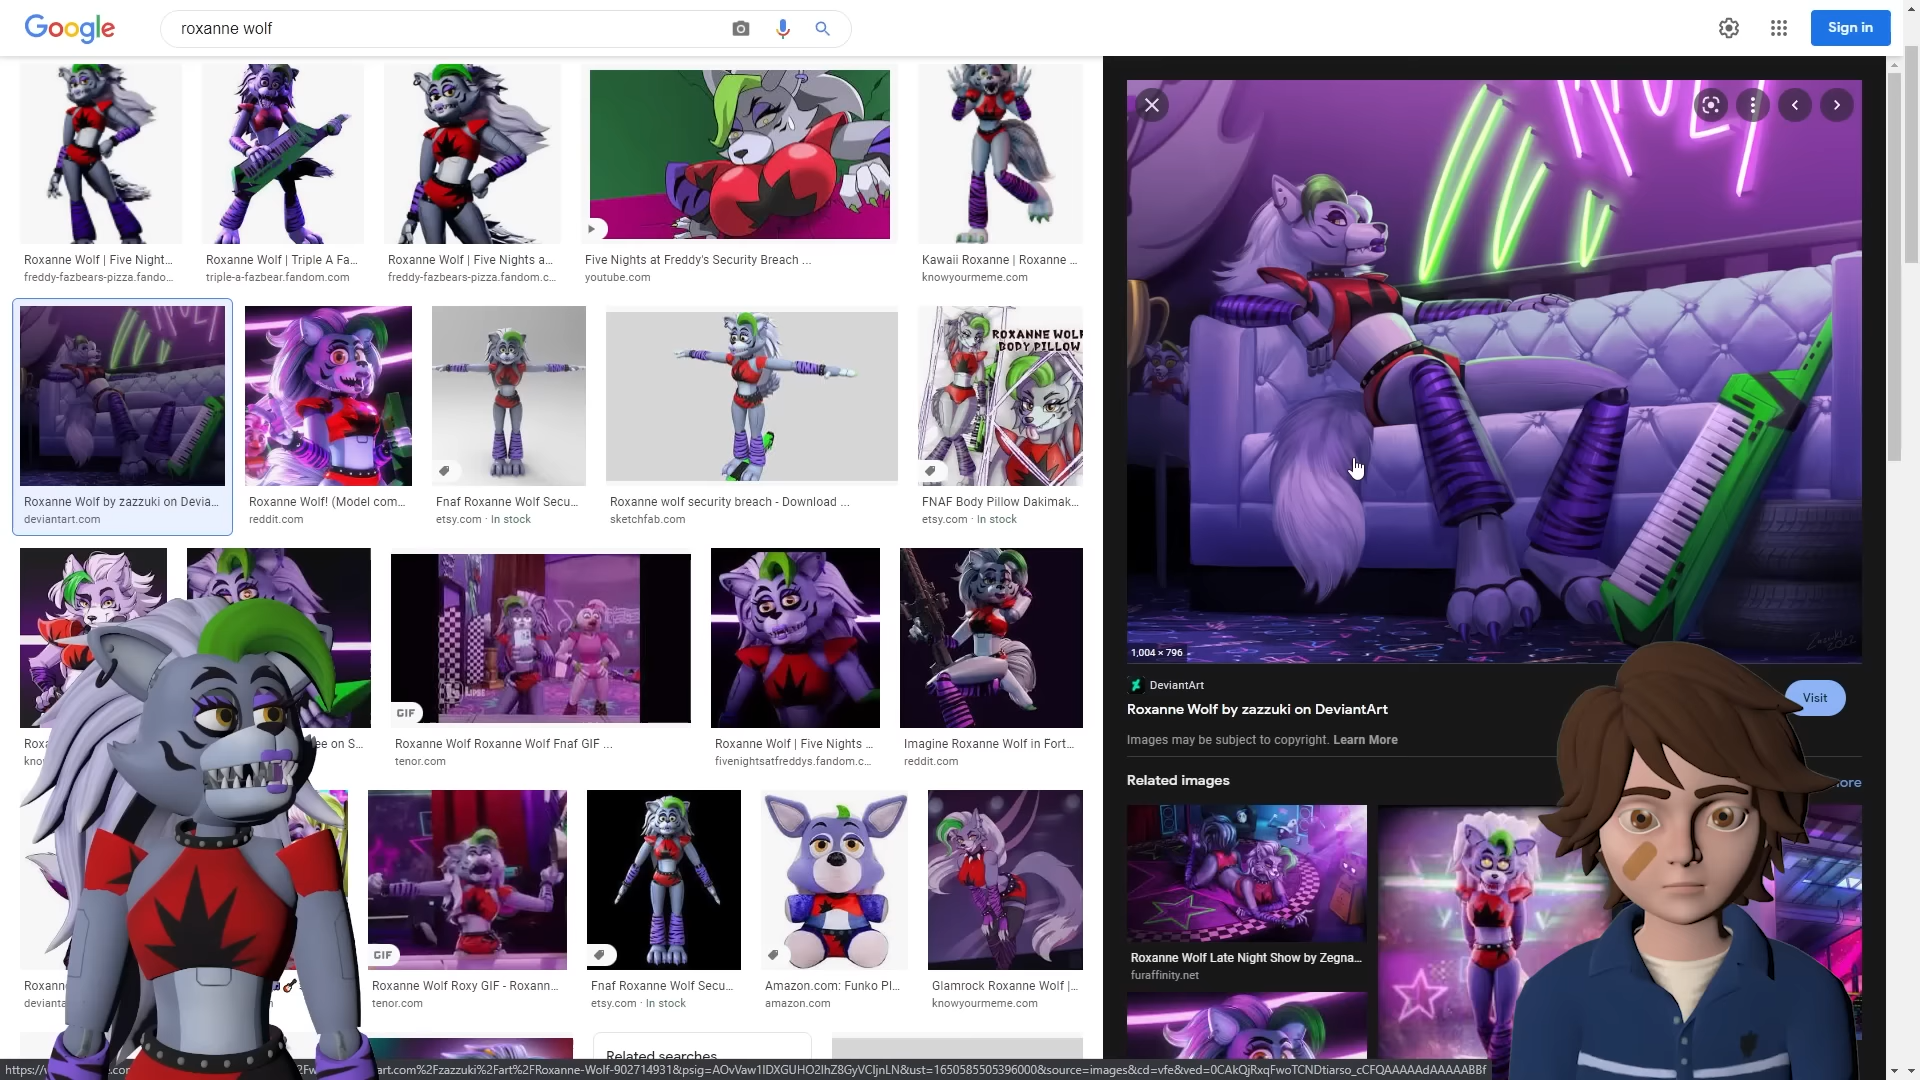 Google
roxanne wolf
Sign in
Roxanne Wolf | Five Night...
freddy-fazbears-pizza.fando...
Roxanne Wolf | Triple A Fa...
triple-a-fazbear.fandom.com
Roxanne Wolf | Five Nights a...
freddy-fazbears-pizza.fandom.c...
Five Nights at Freddy's Security Breach ...
youtube.com
Kawaii Roxanne | Roxanne ...
knowyourmeme.com
ROXANNE WOLF
BODY PILLOW
Roxanne Wolf by zazzuki on Devia...
deviantart.com
Roxanne Wolf! (Model com...
reddit.com
Fnaf Roxanne Wolf Secu...
etsy.com · In stock
Roxanne wolf security breach - Download ...
sketchfab.com
FNAF Body Pillow Dakimak...
etsy.com · In stock
GIF
Roxa
kno
ee on S...
Roxanne Wolf Roxanne Wolf Fnaf GIF ...
tenor.com
Roxanne Wolf | Five Nights ...
fivenightsatfreddys.fandom.c...
Imagine Roxanne Wolf in Fort...
reddit.com
GIF
Roxann
devianta
Roxanne Wolf Roxy GIF - Roxann...
tenor.com
Fnaf Roxanne Wolf Secu...
etsy.com · In stock
Amazon.com: Funko Pl...
amazon.com
Glamrock Roxanne Wolf |...
knowyourmeme.com
Related searches
1,004 × 796
DeviantArt
Roxanne Wolf by zazzuki on DeviantArt
Visit
Images may be subject to copyright. Learn More
Related images
ore
Roxanne Wolf Late Night Show by Zegna...
furaffinity.net